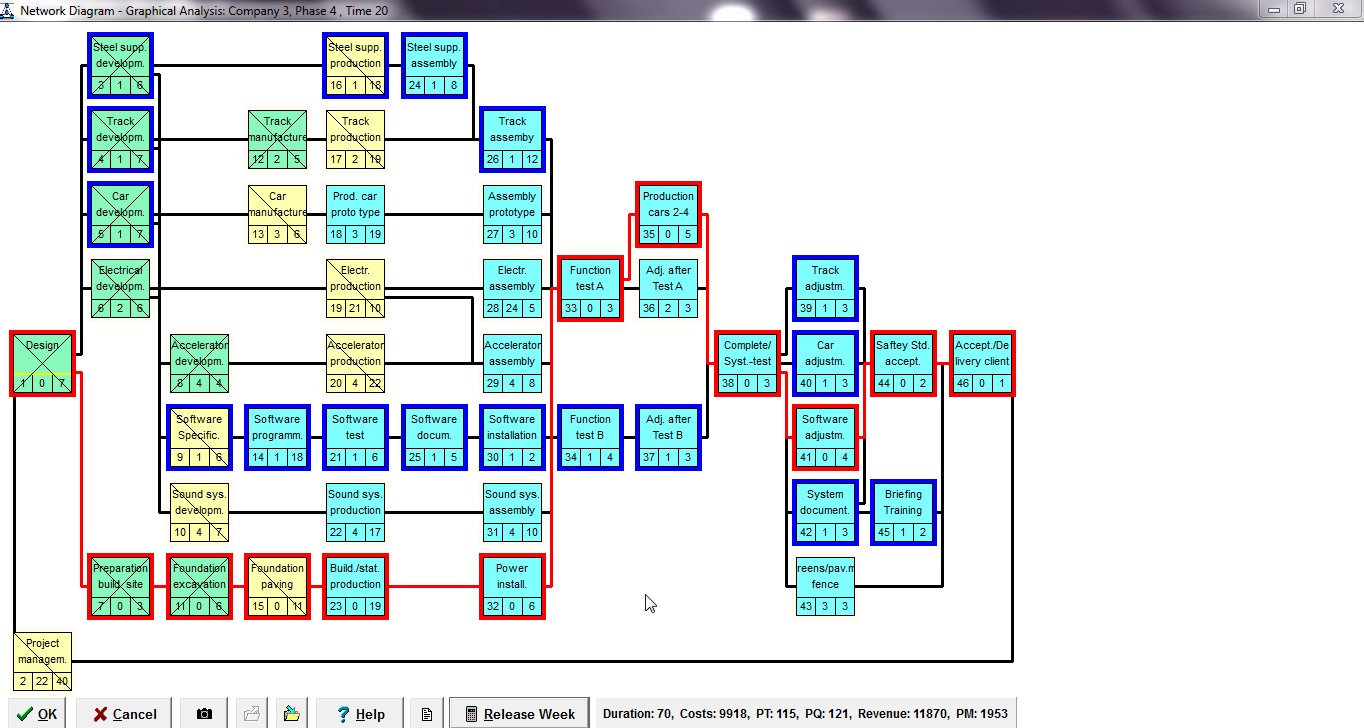 Network Diagram - Graphical Analysis: Company 3, Phase 4 , Time 20
Steel supp.
developm.
3 1 6
Steel supp.
production
16 1 18
Steel supp.
assembly
24 1 8
Track
developm.
4 1 7
Track
manufacture
12 2 5
Track
production
17 2 19
Track
assemby
26 1 12
Car
developm.
5 1 7
Car
manufacture
13 3 6
Prod. car
proto type
18 3 19
Assembly
prototype
27 3 10
Production
cars 2-4
35 0 5
Electrical
developm.
6 2 6
Electr.
production
19 21 10
Electr.
assembly
28 24 5
Function
test A
33 0 3
Adj. after
Test A
36 2 3
Track
adjustm.
39 1 3
Design
1 0 7
Accelerator
developm.
8 4 4
Accelerator
production
20 4 22
Accelerator
assembly
29 4 8
Complete/
Syst.-test
38 0 3
Car
adjustm.
40 1 3
Saftey Std.
accept.
44 0 2
Accept./De
livery client
46 0 1
Software
Specific.
9 1 6
Software
programm.
14 1 18
Software
test
21 1 6
Software
docum.
25 1 5
Software
installation
30 1 2
Function
test B
34 1 4
Adj. after
Test B
37 1 3
Software
adjustm.
41 0 4
Sound sys.
developm.
10 4 7
Sound sys.
production
22 4 17
Sound sys.
assembly
31 4 10
System
document.
42 1 3
Briefing
Training
45 1 2
Preparation
build. site
7 0 3
Foundation
excavation
11 0 6
Foundation
paving
15 0 11
Build./stat.
production
23 0 19
Power
install.
32 0 6
reens/pav.m
fence
43 3 3
Project
managem.
2 22 40
OK
Cancel
Help
Release Week
Duration: 70, Costs: 9918, PT: 115, PQ: 121, Revenue: 11870, PM: 1953